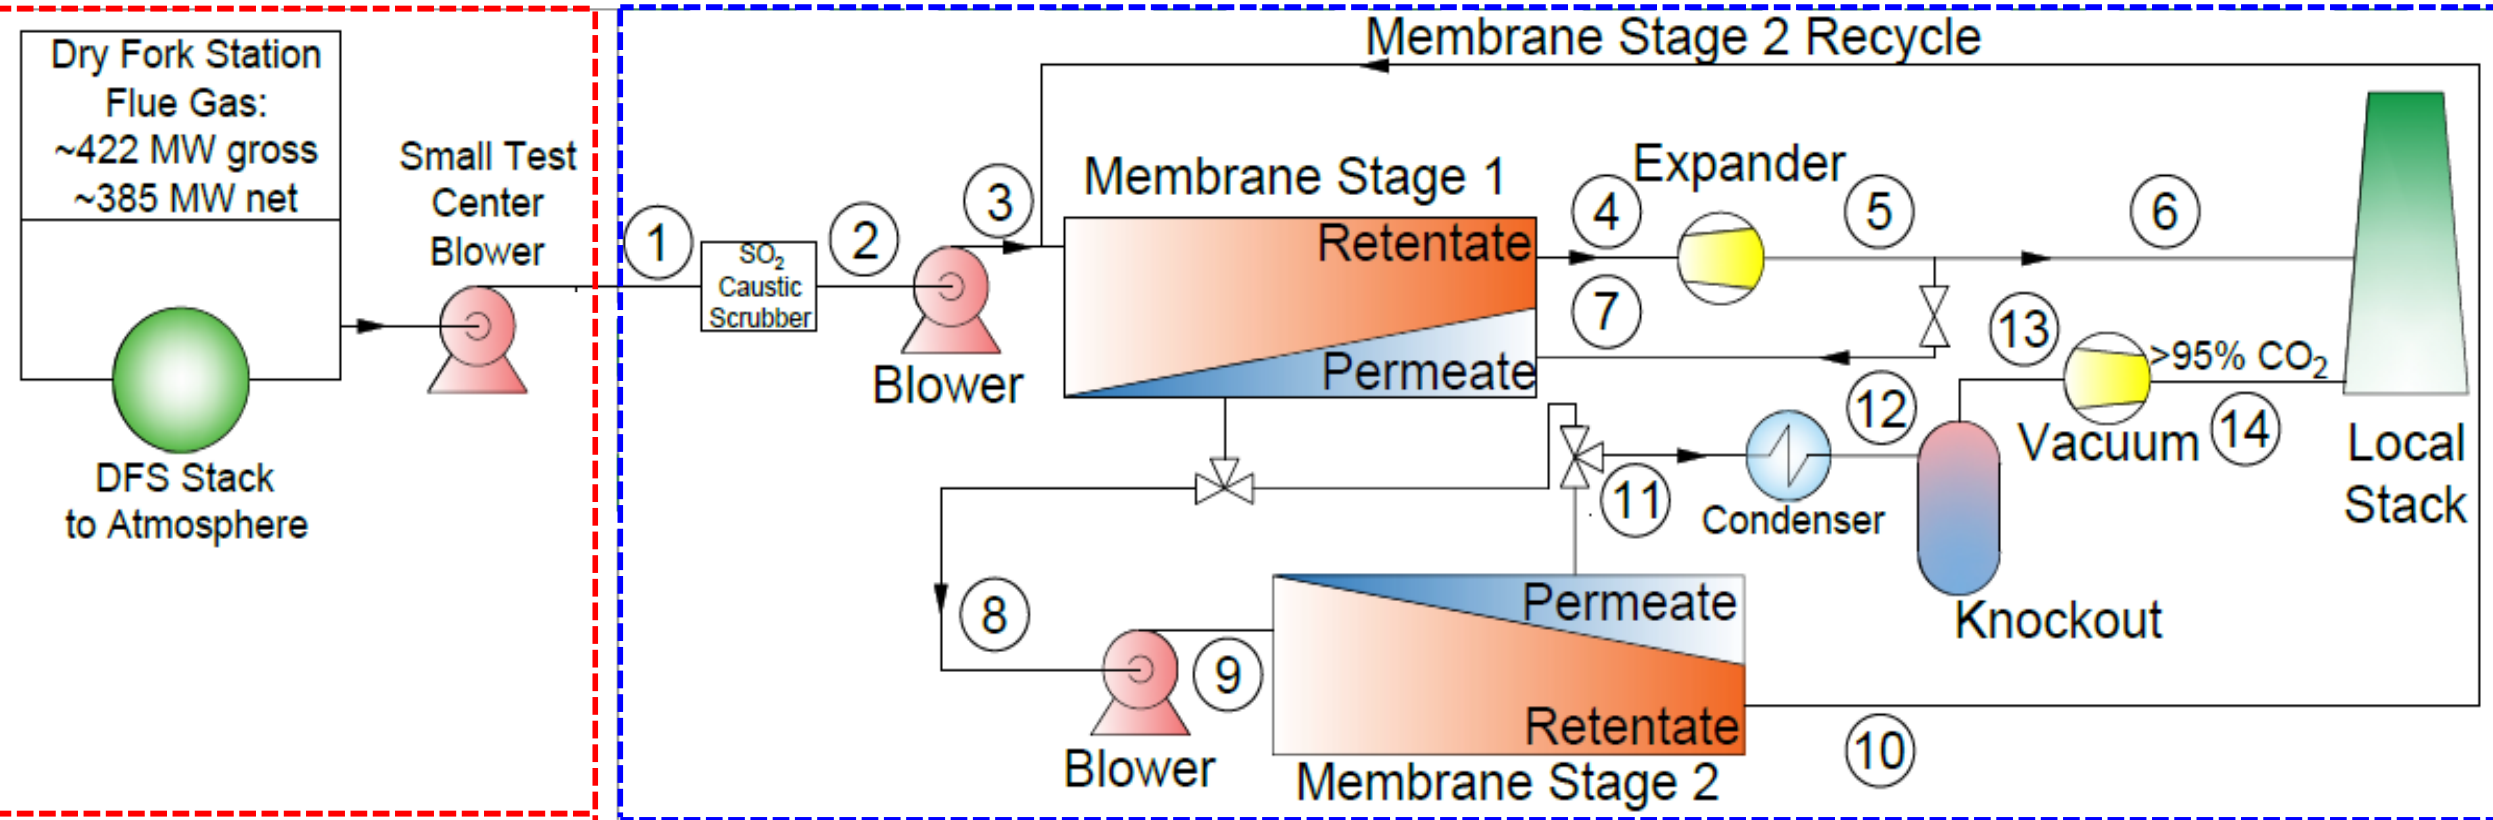 Dry Fork Station
Flue Gas:
~422 MW gross
~385 MW net
DFS Stack
to Atmosphere
Small Test
Center
Blower
1
SO2
Caustic
Scrubber
2
Blower
3
Membrane Stage 2 Recycle
Membrane Stage 1
Retentate
Permeate
4
Expander
5
6
7
13
>95% CO2
12
Vacuum
14
Local
Stack
11
Condenser
Knockout
8
9
Blower
Permeate
Retentate
Membrane Stage 2
10